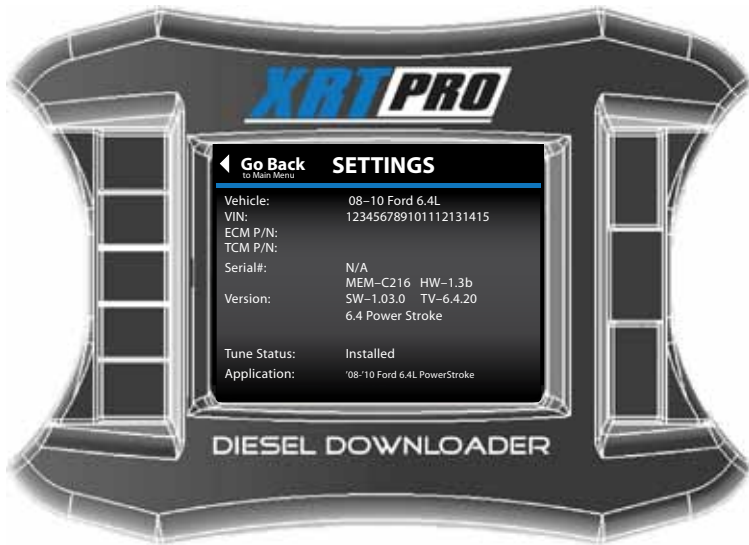 XRT PRO
Go Back
to Main Menu
SETTINGS
Vehicle: 08–10 Ford 6.4L
VIN: 123456789101112131415
ECM P/N:
TCM P/N:
Serial#: N/A
MEM–C216 HW–1.3b
Version: SW–1.03.0 TV–6.4.20
6.4 Power Stroke
Tune Status: Installed
Application: '08-'10 Ford 6.4L PowerStroke
DIESEL DOWNLOADER